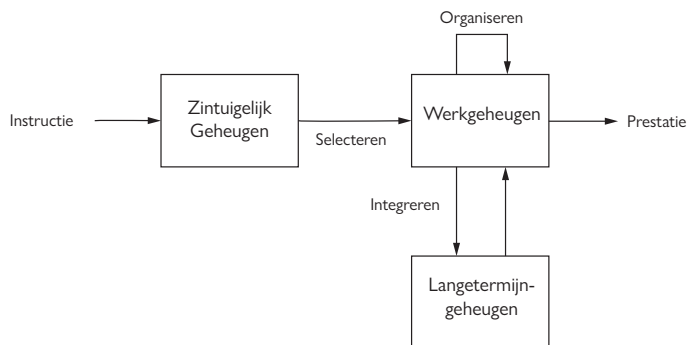 Organiseren
Zintuigelijk
Geheugen
Werkgeheugen
Instructie
Selecteren
Prestatie
Integreren
Langetermijn-
geheugen